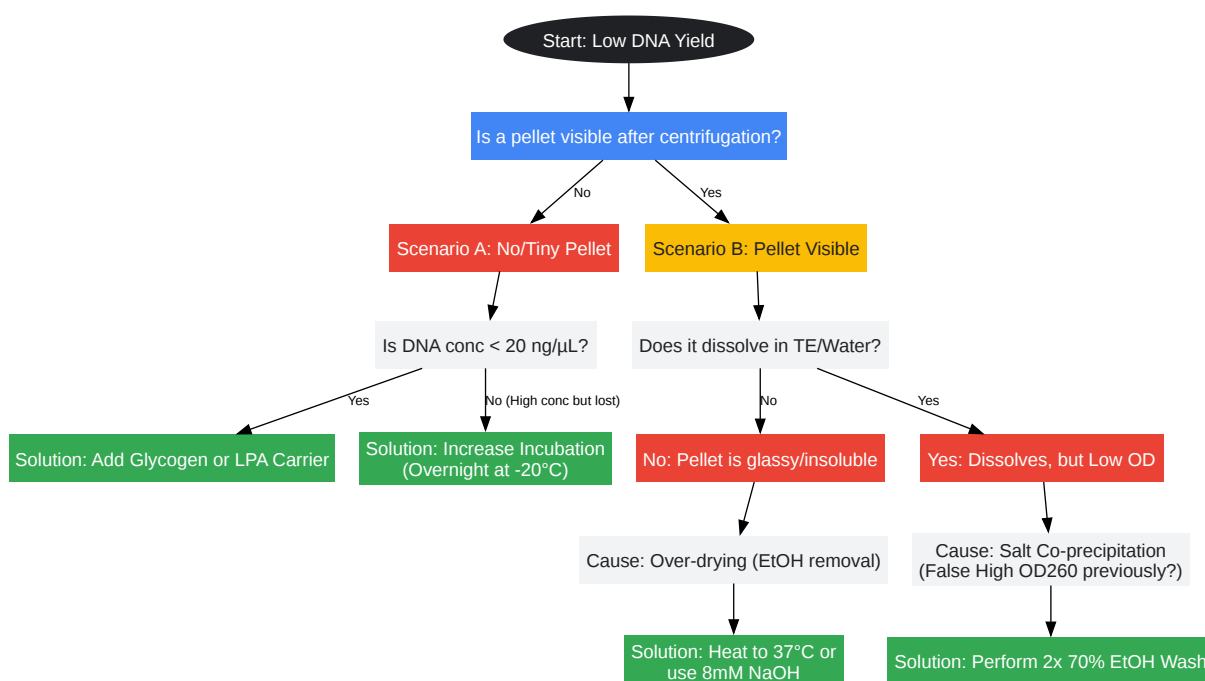 Start: Low DNA Yield
Is a pellet visible after centrifugation?
No
Yes
Scenario A: No/Tiny Pellet
Scenario B: Pellet Visible
Is DNA conc < 20 ng/µL?
Does it dissolve in TE/Water?
Yes
No (High conc but lost)
No
Yes
Solution: Add Glycogen or LPA Carrier
Solution: Increase Incubation
(Overnight at -20°C)
No: Pellet is glassy/insoluble
Yes: Dissolves, but Low OD
Cause: Over-drying (EtOH removal)
Cause: Salt Co-precipitation
(False High OD260 previously?)
Solution: Heat to 37°C or
use 8mM NaOH
Solution: Perform 2x 70% EtOH Wash